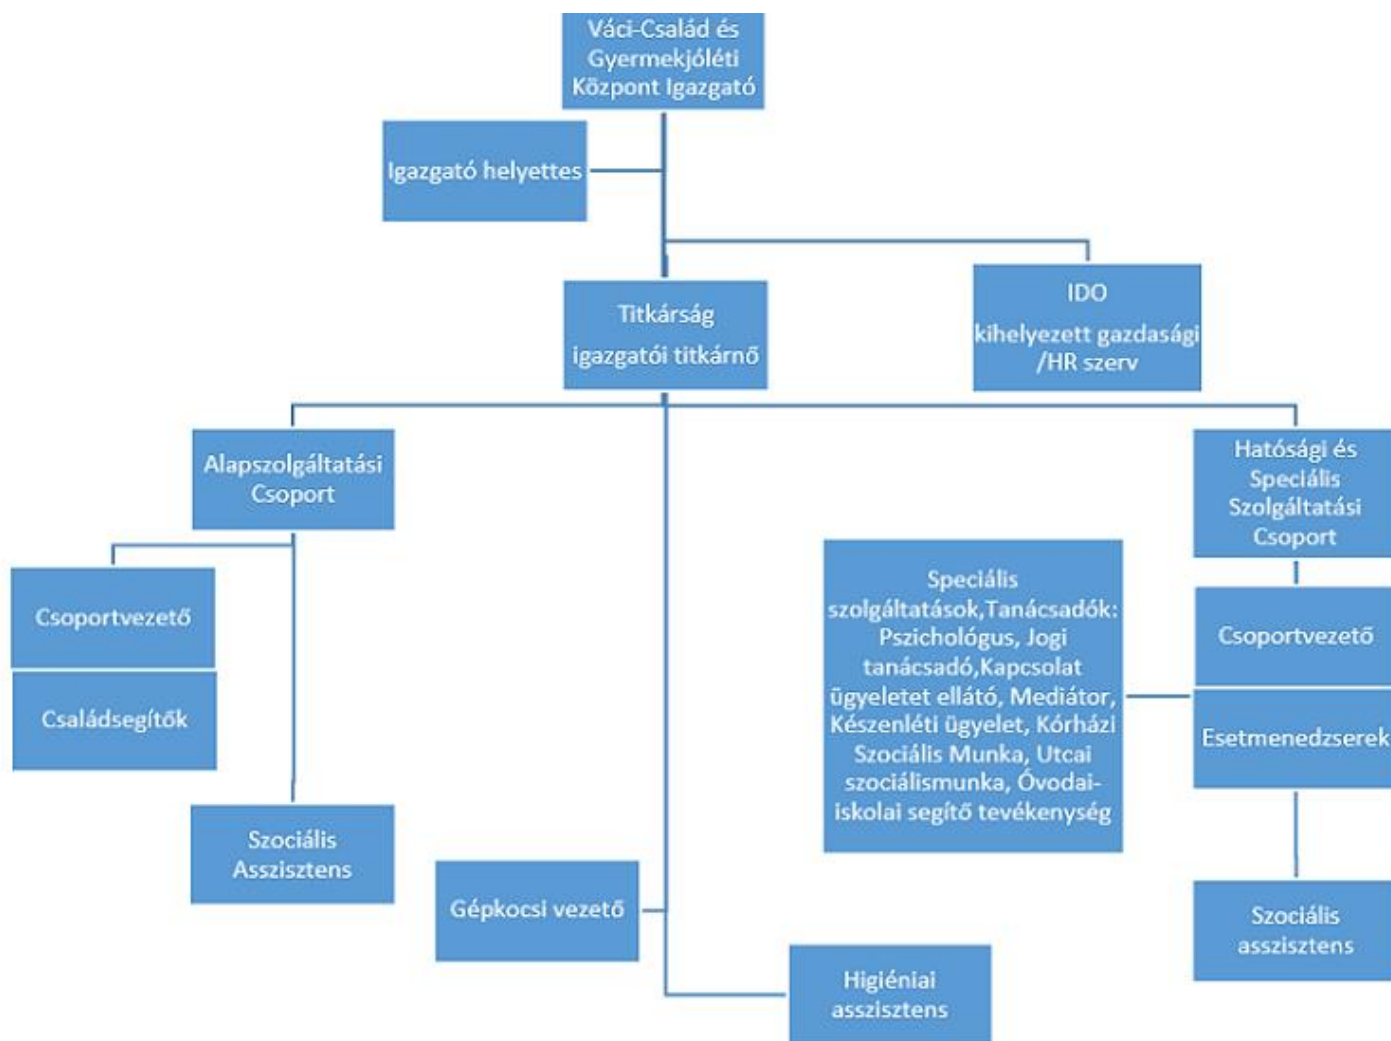 Váci-Család és
Gyermekjóléti
Központ Igazgató
Igazgató helyettes
Titkárság
igazgatói titkárnő
IDO
kihelyezett gazdasági
/HR szerv
Alapszolgáltatási
Csoport
Hatósági és
Speciális
Szolgáltatási
Csoport
Csoportvezető
Családsegítők
Szociális
Asszisztens
Speciális
szolgáltatások,Tanácsadók:
Pszichológus, Jogi
tanácsadó,Kapcsolat
ügyeletet ellátó, Mediátor,
Készenléti ügyelet, Kórházi
Szociális Munka, Utcai
szociálismunka, Óvodai-
iskolai segítő tevékenység
Csoportvezető
Esetmenedzserek
Gépkocsi vezető
Szociális
asszisztens
Higiéniai
asszisztens